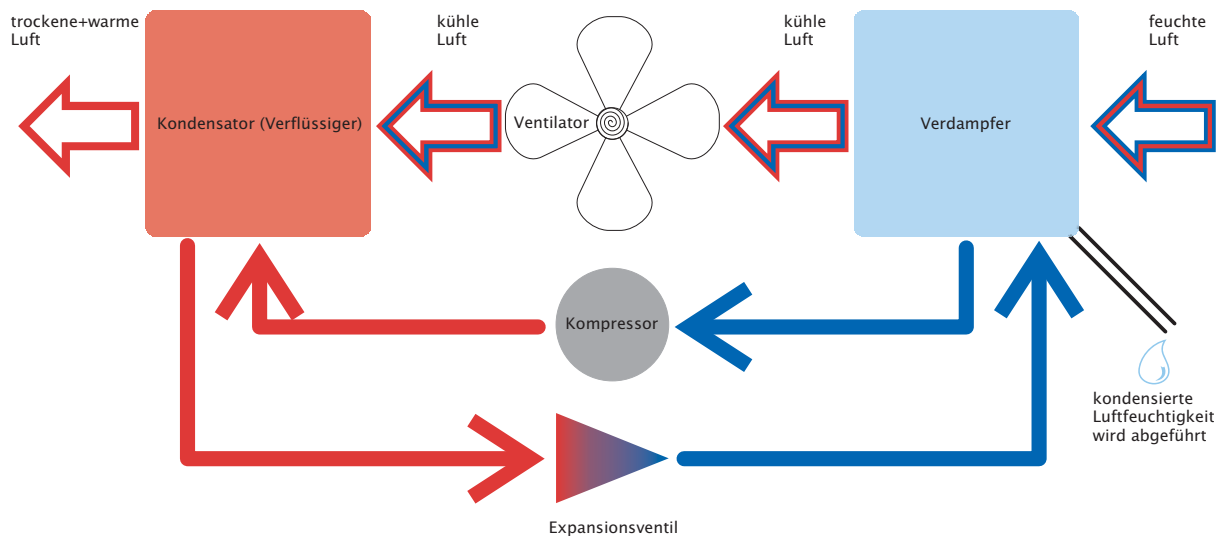 trockene+warme
Luft
kühle
Luft
kühle
Luft
feuchte
Luft
Kondensator (Verflüssiger)
Ventilator
Verdampfer
Kompressor
kondensierte
Luftfeuchtigkeit
wird abgeführt
Expansionsventil